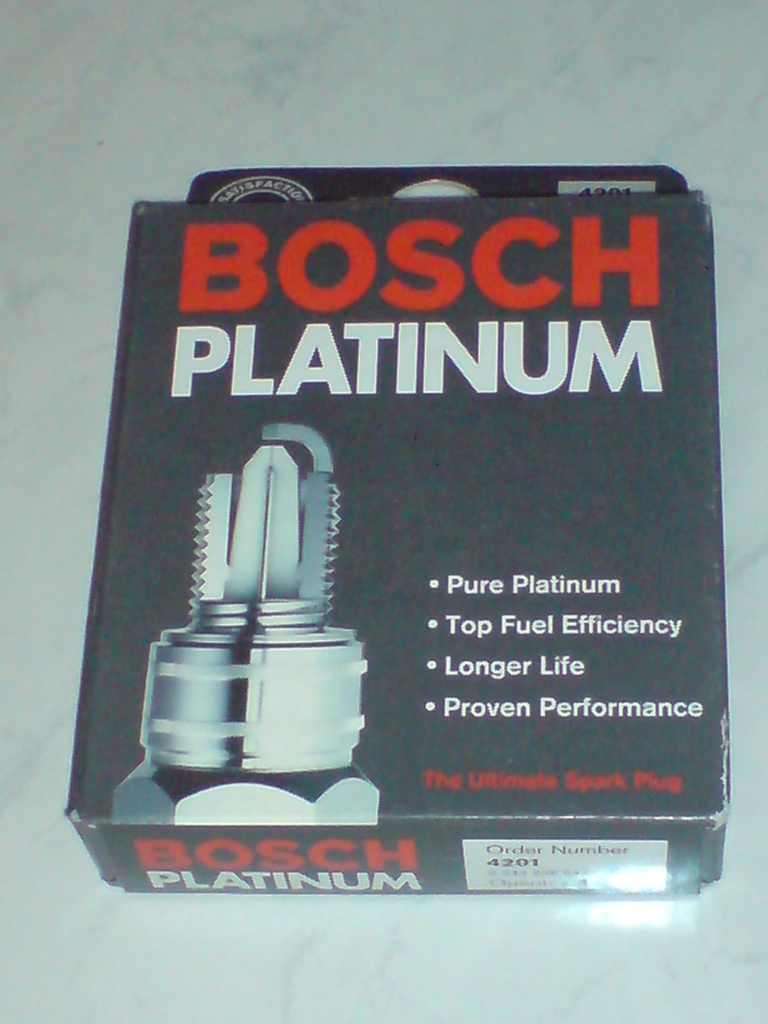 SATISFACTION
4201
BOSCH
PLATINUM
• Pure Platinum
• Top Fuel Efficiency
• Longer Life
• Proven Performance
The Ultimate Spark Plug
BOSCH
PLATINUM
Order Number
4201